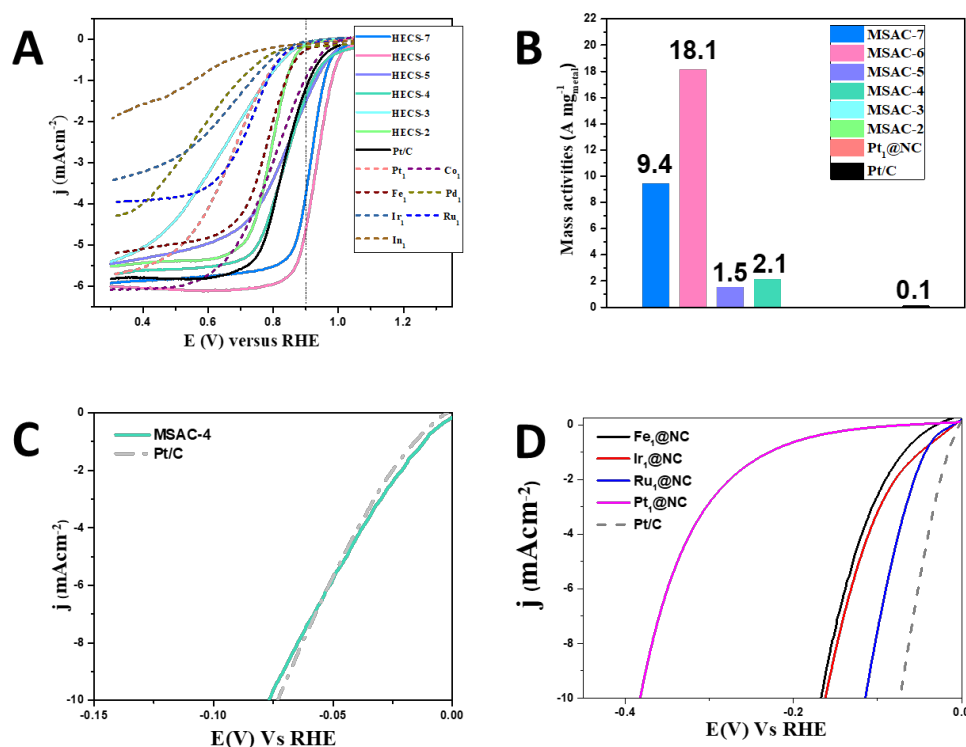 A
j (mAcm-2)
0
-1
-2
-3
-4
-5
-6
0.4 0.6 0.8 1.0 1.2
E (V) versus RHE
HECS-7
HECS-6
HECS-5
HECS-4
HECS-3
HECS-2
Pt/C
Pt1 Co1
Fe1 Pd1
Ir1 Ru1
In1
B
Mass activities (A mg-1metal)
22
20
18
16
14
12
10
8
6
4
2
0
9.4
18.1
1.5
2.1
0.1
MSAC-7
MSAC-6
MSAC-5
MSAC-4
MSAC-3
MSAC-2
Pt1@NC
Pt/C
C
j (mAcm-2)
0
-2
-4
-6
-8
-10
-0.15 -0.10 -0.05 0.00
E(V) Vs RHE
MSAC-4
Pt/C
D
j (mAcm-2)
0
-2
-4
-6
-8
-10
-0.4 -0.2 0.0
E(V) Vs RHE
Fe1@NC
Ir1@NC
Ru1@NC
Pt1@NC
Pt/C